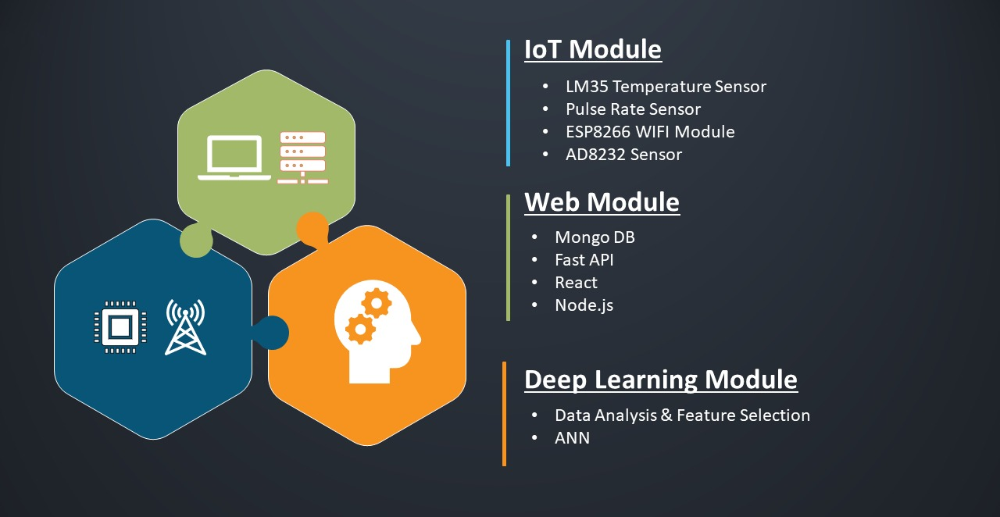 IoT Module
• LM35 Temperature Sensor
• Pulse Rate Sensor
• ESP8266 WIFI Module
• AD8232 Sensor
Web Module
• Mongo DB
• Fast API
• React
• Node.js
Deep Learning Module
• Data Analysis & Feature Selection
• ANN